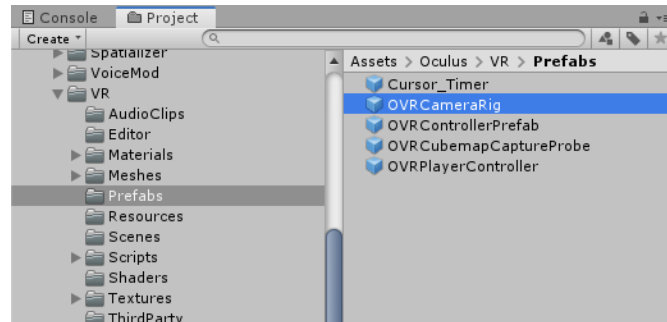 Console Project
Create
Spatializer
VoiceMod
VR
AudioClips
Editor
Materials
Meshes
Prefabs
Resources
Scenes
Scripts
Shaders
Textures
ThirdParty
Assets > Oculus > VR > Prefabs
Cursor_Timer
OVRCameraRig
OVRControllerPrefab
OVRCubemapCaptureProbe
OVRPlayerController